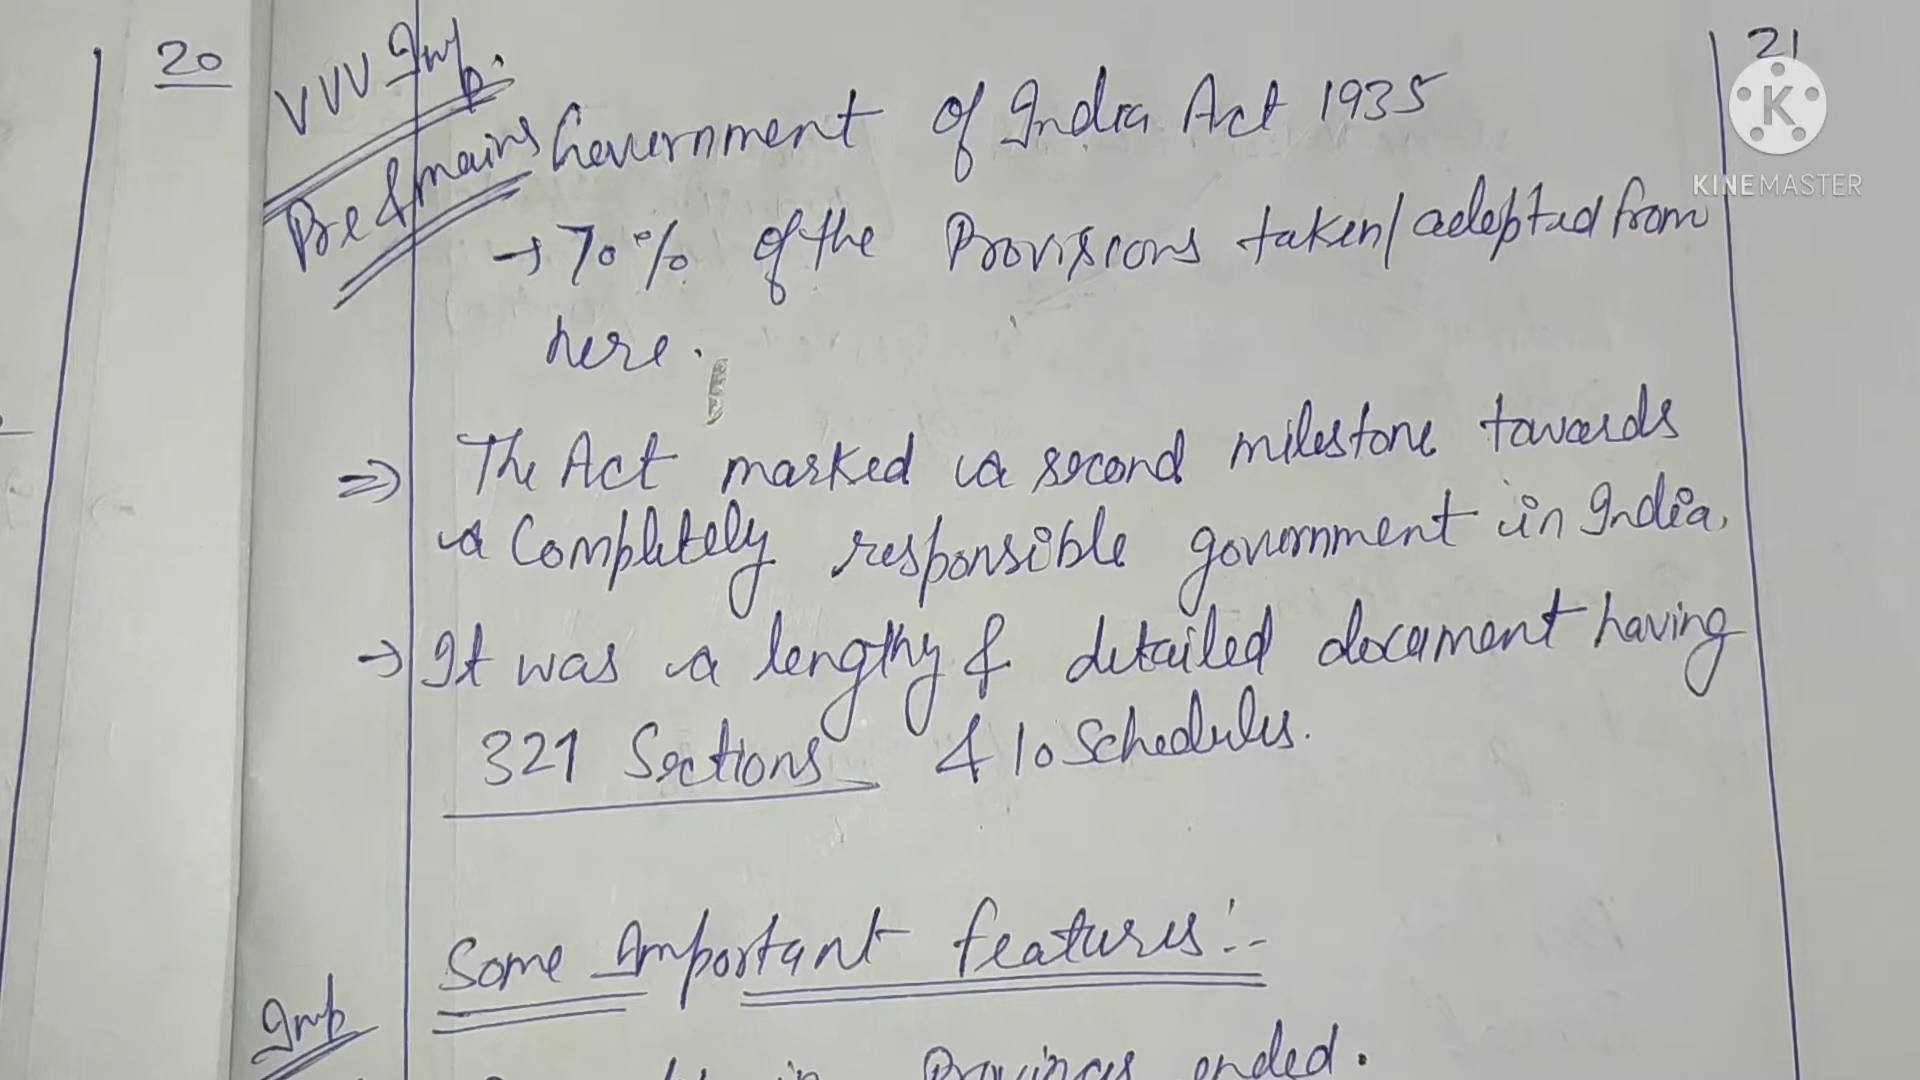 20
21
VVV Imp.
Pre & mains
Government of India Act 1935
→ 70% of the Provisions taken/adopted from
here.
⇒ The Act marked a second milestone towards
a Completely responsible government in India.
→ It was a lengthy & detailed document having
321 Sections & 10 Schedules.
Some Important features:-
Imp
in Provinces ended.
KINEMASTER